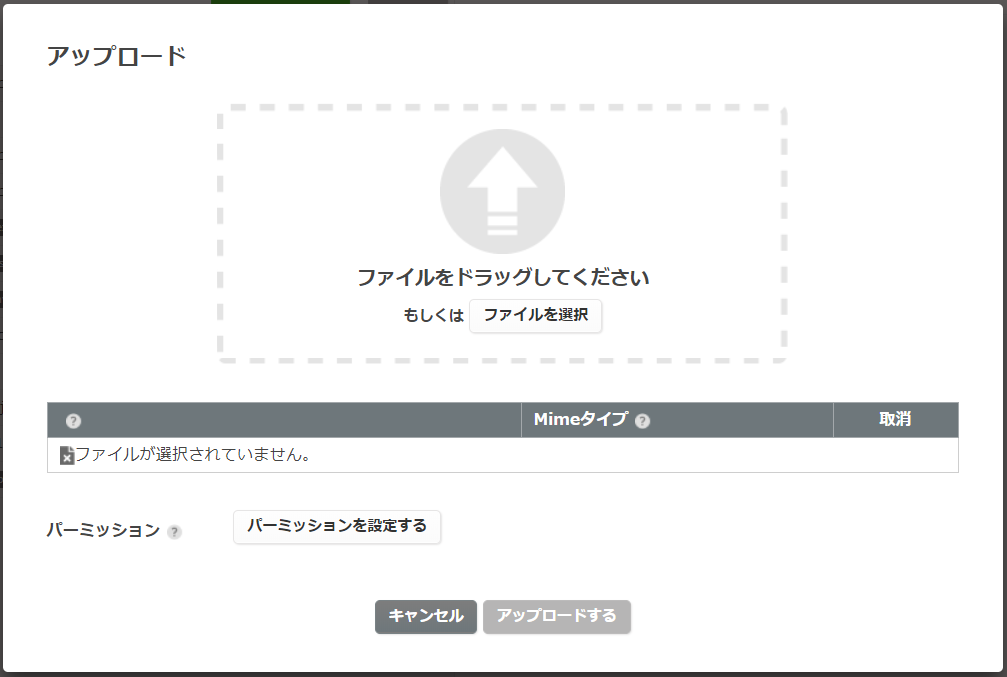 アップロード
ファイルをドラッグしてください
もしくは ファイルを選択
? Mimeタイプ ? 取消
ファイルが選択されていません。
パーミッション ? パーミッションを設定する
キャンセル アップロードする